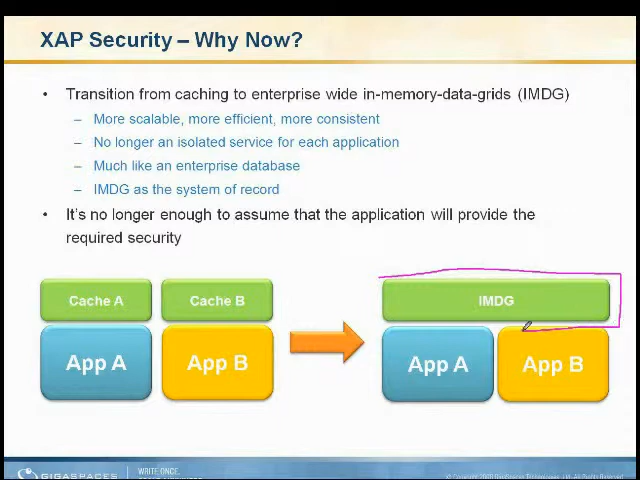 XAP Security – Why Now?
• Transition from caching to enterprise wide in-memory-data-grids (IMDG)
– More scalable, more efficient, more consistent
– No longer an isolated service for each application
– Much like an enterprise database
– IMDG as the system of record
• It's no longer enough to assume that the application will provide the
required security
Cache A
Cache B
IMDG
App A
App B
App A
App B
GIGASPACES
WRITE ONCE.